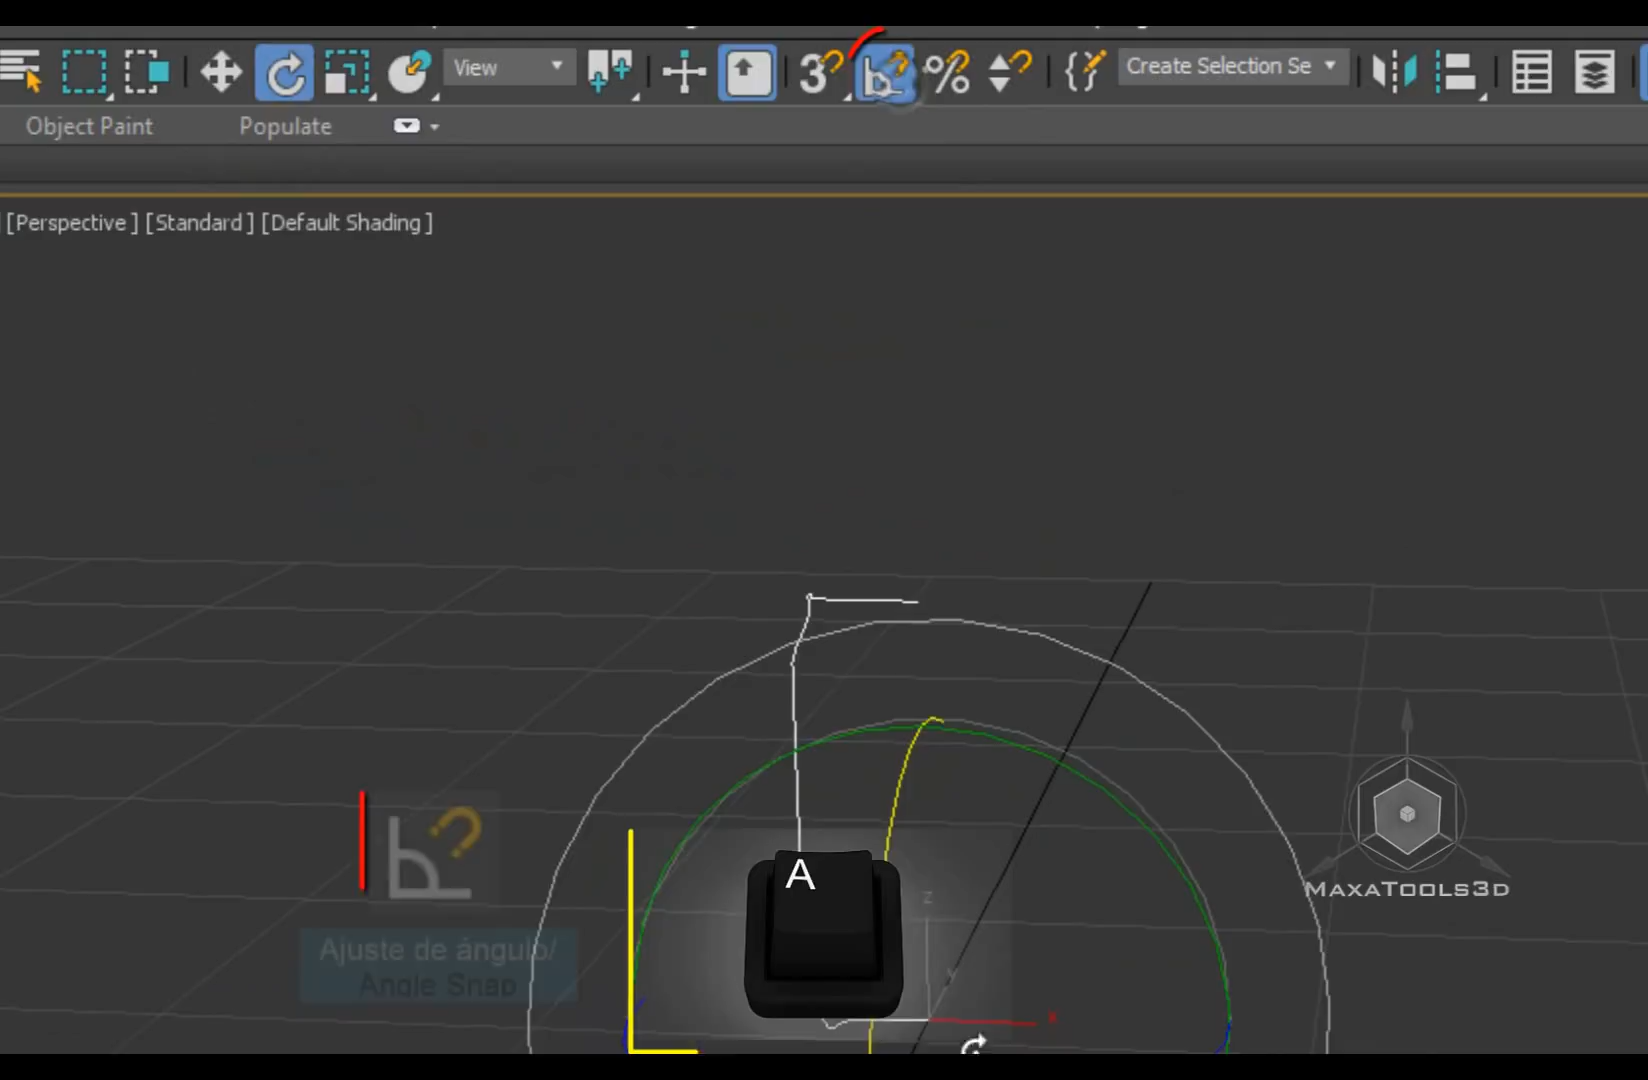 View
3
%
Create Selection Se
Object Paint
Populate
[Perspective] [Standard] [Default Shading]
A
z
y
x
MAXATOOLS3D
Ajuste de ángulo/
Angle Snap